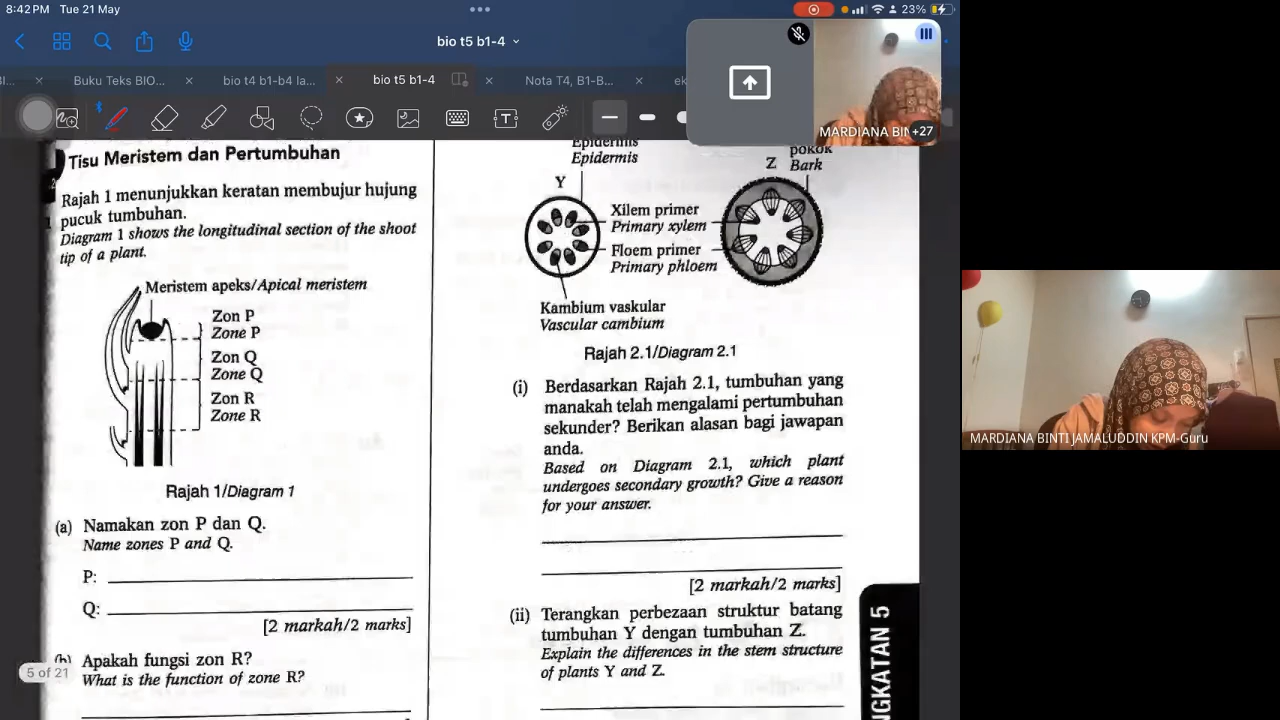 8:42 PM Tue 21 May
23%
bio t5 b1-4
Buku Teks BIO...
bio t4 b1-b4 la...
bio t5 b1-4
Nota T4, B1-B...
MARDIANA BIN
+27
Tisu Meristem dan Pertumbuhan
Rajah 1 menunjukkan keratan membujur hujung
pucuk tumbuhan.
Diagram 1 shows the longitudinal section of the shoot
tip of a plant.
Meristem apeks/Apical meristem
Zon P
Zone P
Zon Q
Zone Q
Zon R
Zone R
Rajah 1/Diagram 1
(a) Namakan zon P dan Q.
Name zones P and Q.
P:
Q:
[2 markah/2 marks]
(b) Apakah fungsi zon R?
What is the function of zone R?
5 of 21
Epidermis
Epidermis
pokok
Bark
Y
Z
Xilem primer
Primary xylem
Floem primer
Primary phloem
Kambium vaskular
Vascular cambium
Rajah 2.1/Diagram 2.1
(i) Berdasarkan Rajah 2.1, tumbuhan yang
manakah telah mengalami pertumbuhan
sekunder? Berikan alasan bagi jawapan
anda.
Based on Diagram 2.1, which plant
undergoes secondary growth? Give a reason
for your answer.
[2 markah/2 marks]
(ii) Terangkan perbezaan struktur batang
tumbuhan Y dengan tumbuhan Z.
Explain the differences in the stem structure
of plants Y and Z.
NGKATAN 5
MARDIANA BINTI JAMALUDDIN KPM-Guru